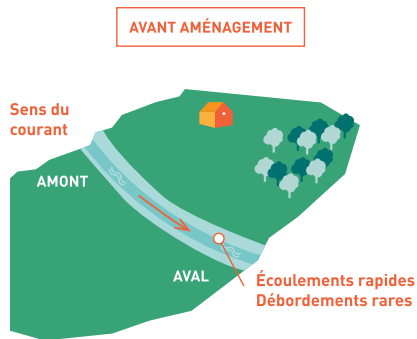 AVANT AMÉNAGEMENT
Sens du
courant
AMONT
AVAL
Écoulements rapides
Débordements rares